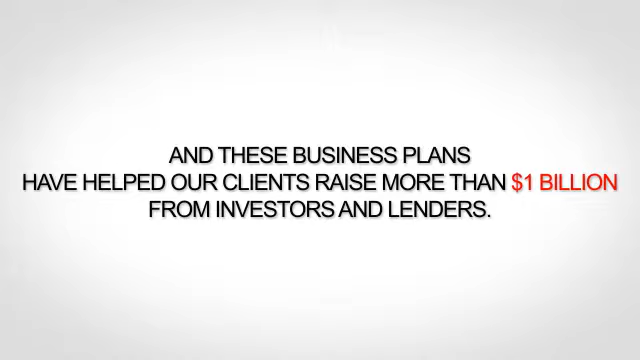 AND THESE BUSINESS PLANS
HAVE HELPED OUR CLIENTS RAISE MORE THAN $1 BILLION
FROM INVESTORS AND LENDERS.